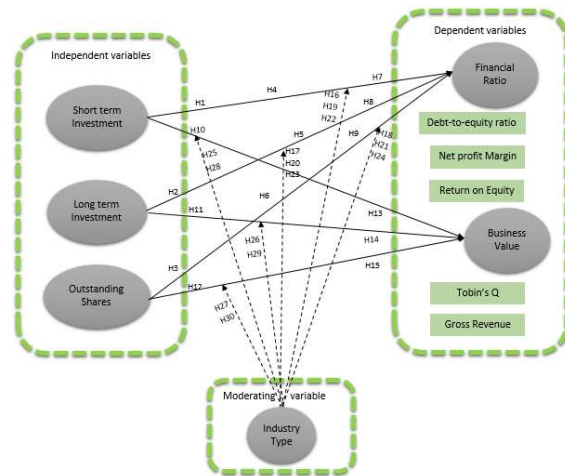 Independent variables
Dependent variables
Short term
Investment
Long term
Investment
Outstanding
Shares
Financial
Ratio
Debt-to-equity ratio
Net profit Margin
Return on Equity
Business
Value
Tobin's Q
Gross Revenue
H1
H4
H7
H16
H19
H22
H8
H9
H18
H21
H24
H10
H25
H28
H5
H17
H20
H23
H2
H11
H6
H13
H26
H29
H14
H15
H3
H12
H27
H30
Moderating variable
Industry
Type